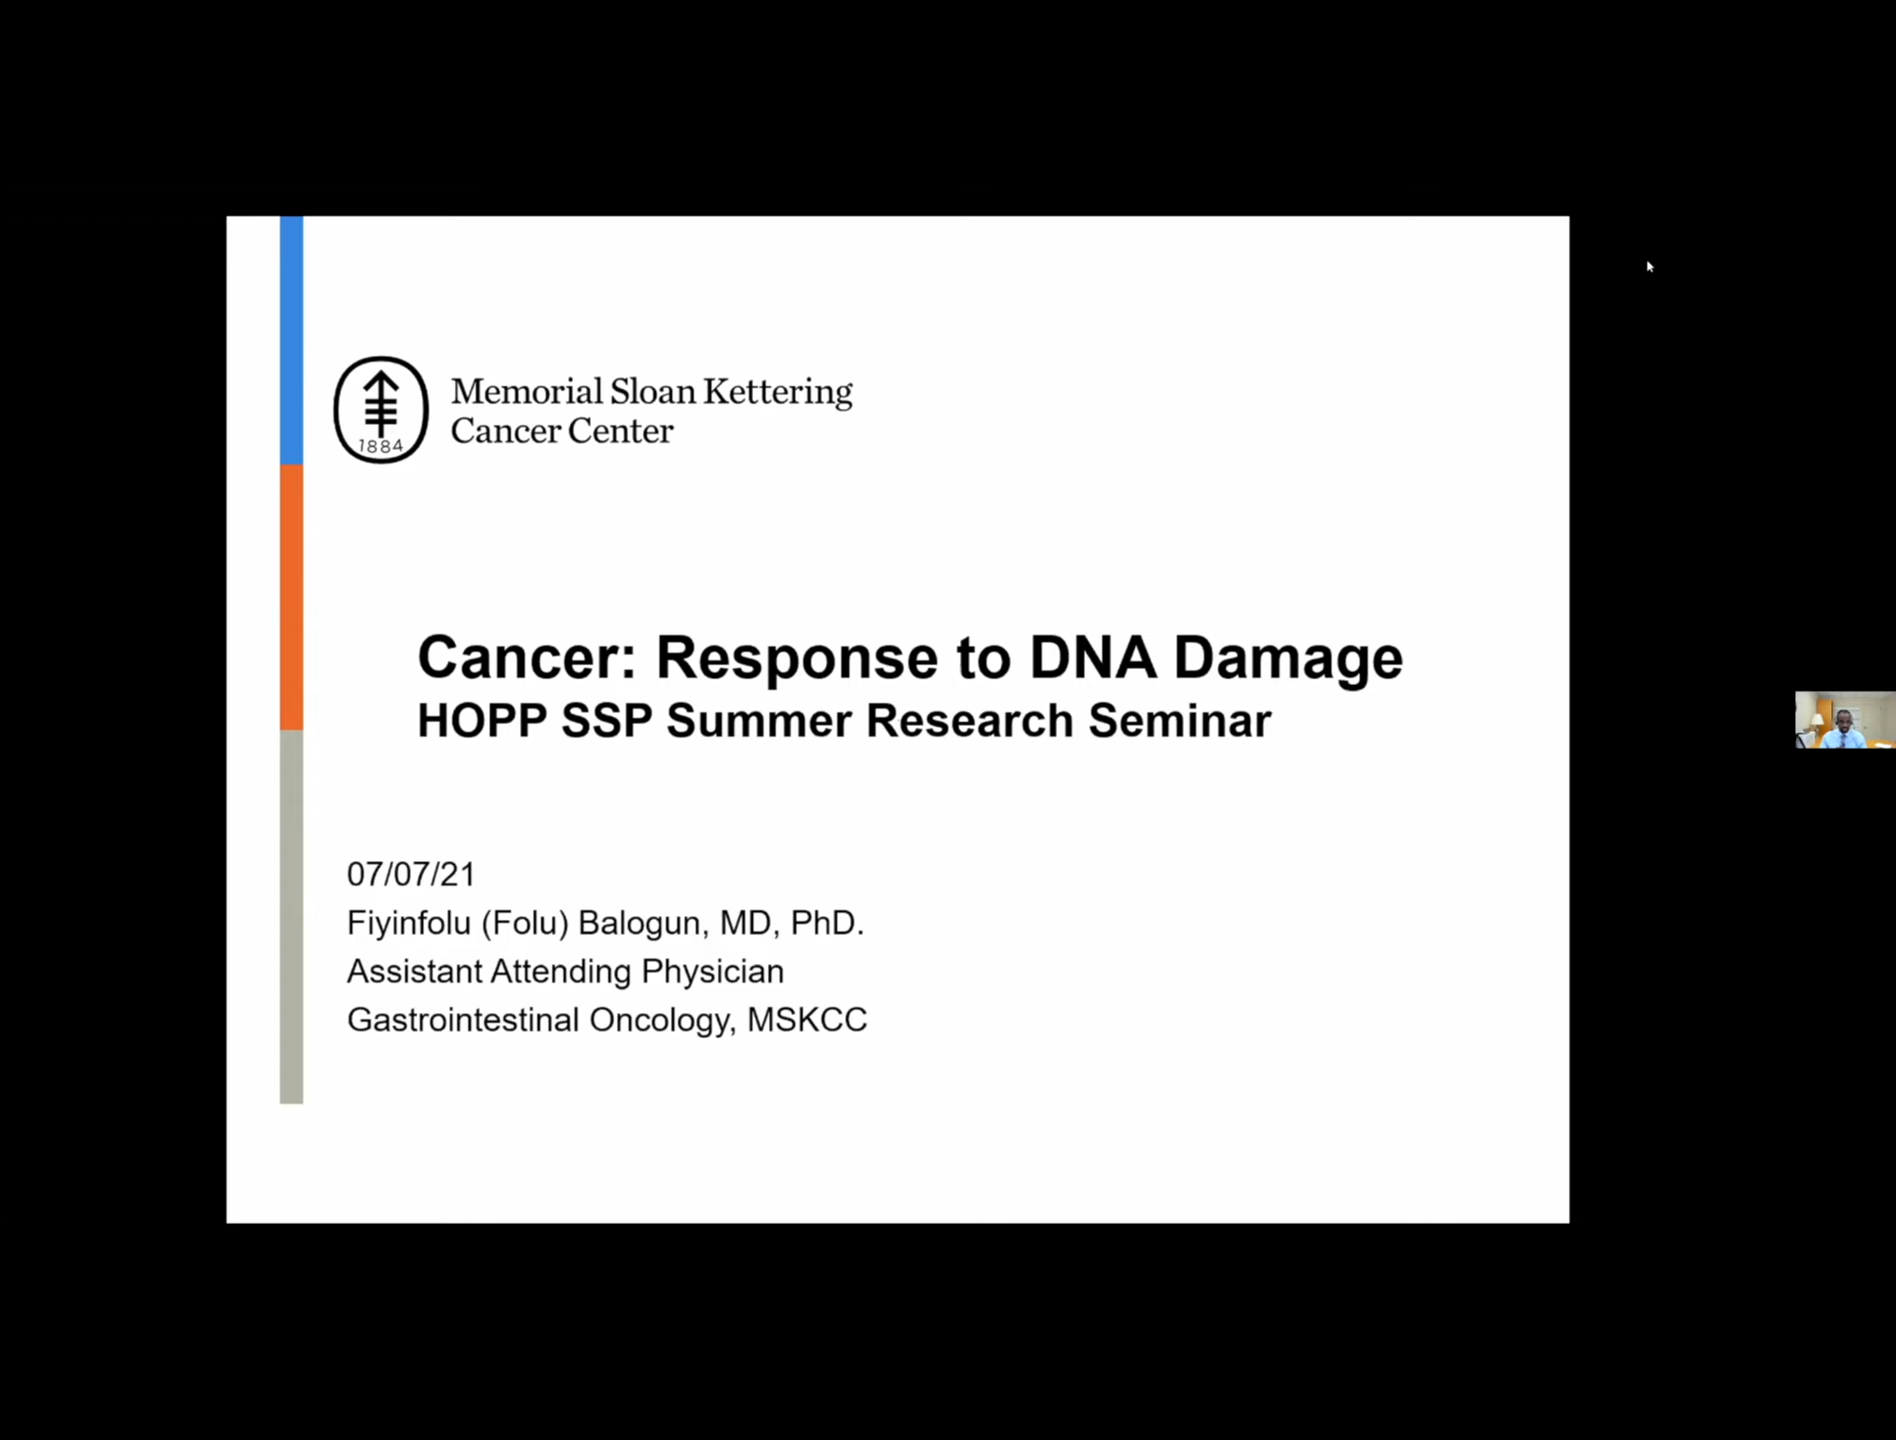 Memorial Sloan Kettering
Cancer Center
1884
Cancer: Response to DNA Damage
HOPP SSP Summer Research Seminar
07/07/21
Fiyinfolu (Folu) Balogun, MD, PhD.
Assistant Attending Physician
Gastrointestinal Oncology, MSKCC